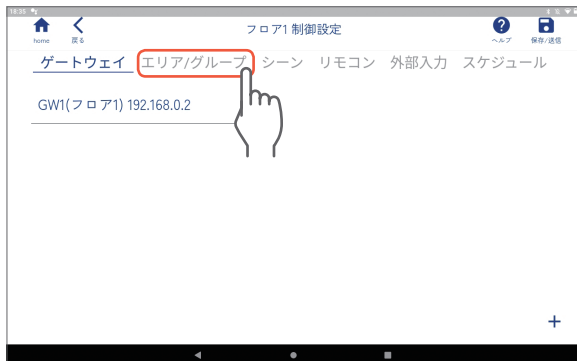 18:35
home
戻る
フロア1 制御設定
ヘルプ
保存/送信
ゲートウェイ エリア/グループ シーン リモコン 外部入力 スケジュール
GW1(フロア1) 192.168.0.2
+